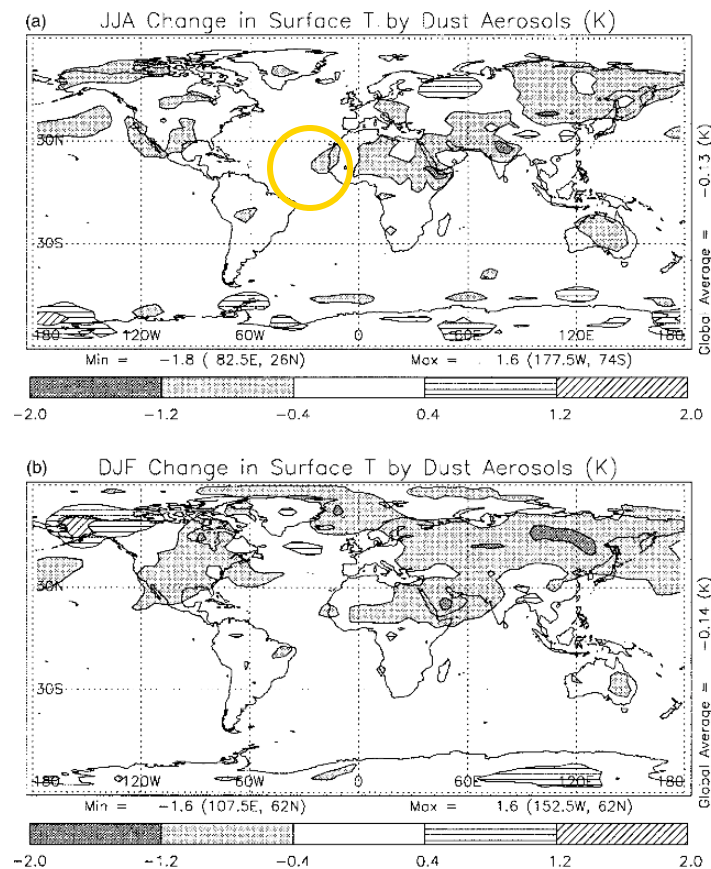 (a) JJA Change in Surface T by Dust Aerosols (K)
30N
30S
180 120W 60W 0 60E 120E 180
Global Average = -0.13 (K)
Min = -1.8 ( 82.5E, 26N) Max = 1.6 (177.5W, 74S)
-2.0 -1.2 -0.4 0.4 1.2 2.0
(b) DJF Change in Surface T by Dust Aerosols (K)
30N
30S
180 120W 60W 0 60E 120E 180
Global Average = -0.14 (K)
Min = -1.6 (107.5E, 62N) Max = 1.6 (152.5W, 62N)
-2.0 -1.2 -0.4 0.4 1.2 2.0